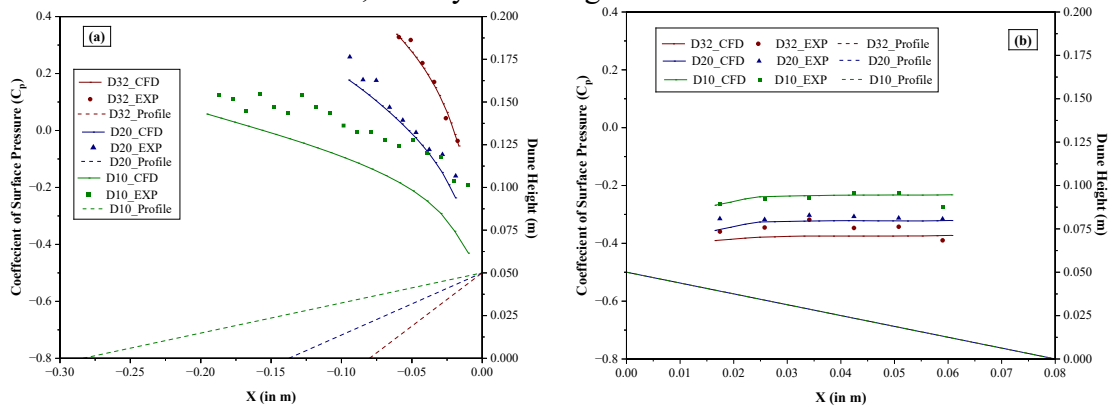 (a)
D32_CFD
D32_EXP
D32_Profile
D20_CFD
D20_EXP
D20_Profile
D10_CFD
D10_EXP
D10_Profile
Coeffecient of Surface Pressure (Cp)
0.4
0.2
0.0
−0.2
−0.4
−0.6
−0.8
−0.30 −0.25 −0.20 −0.15 −0.10 −0.05 0.00
X (in m)
0.200
0.175
0.150
0.125
0.100
0.075
0.050
0.025
0.000
Dune Height (m)
(b)
D32_CFD D32_EXP D32_Profile
D20_CFD D20_EXP D20_Profile
D10_CFD D10_EXP D10_Profile
Coeffecient of Surface Pressure (Cp)
0.4
0.2
0.0
−0.2
−0.4
−0.6
−0.8
0.00 0.01 0.02 0.03 0.04 0.05 0.06 0.07 0.08
X (in m)
0.200
0.175
0.150
0.125
0.100
0.075
0.050
0.025
0.000
Dune Height (m)